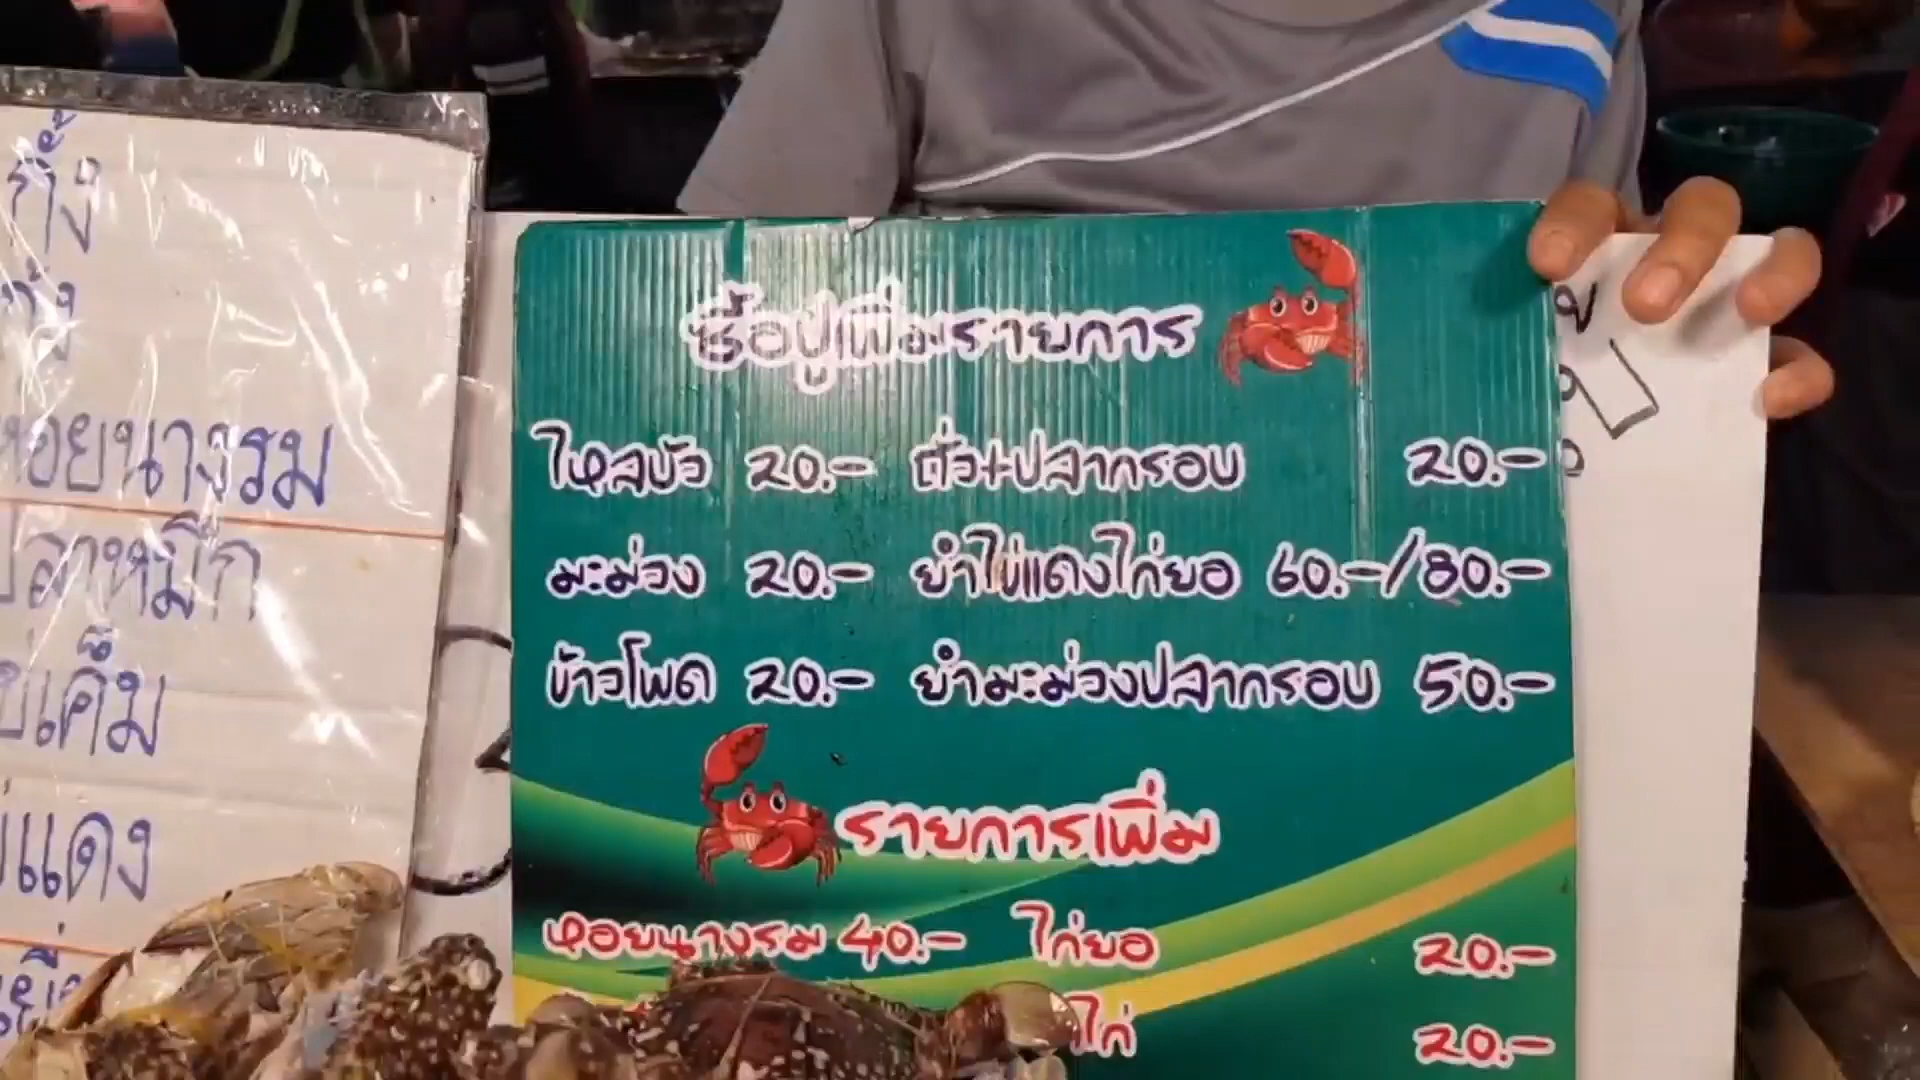 กุ้ง
หอยนางรม
ปลาหมึก
แดง
ซื้อปูเพิ่มรายการ
ไหลบัว 20.- ถั่ว+ปลากรอบ 20.-
มะม่วง 20.- ยำไข่แดงไก่ยอ 60.-/80.-
ข้าวโพด 20.- ยำมะม่วงปลากรอบ 50.-
รายการเพิ่ม
หอยนางรม 40.- ไก่ยอ 20.-
ไก่ 20.-